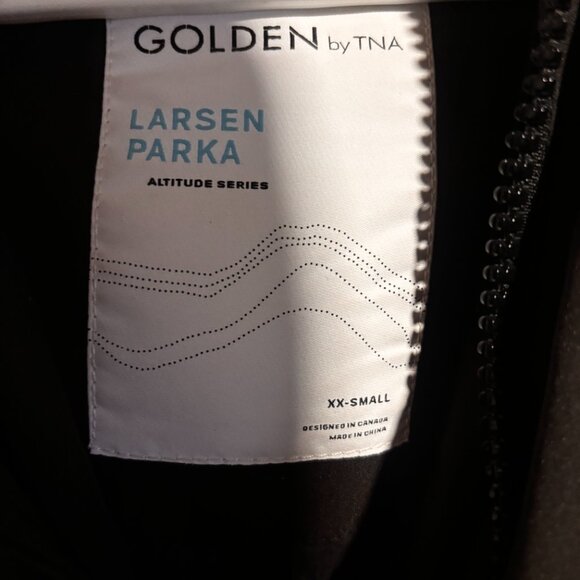 GOLDEN by TNA
LARSEN
PARKA
ALTITUDE SERIES
XX-SMALL
DESIGNED IN CANADA
MADE IN CHINA